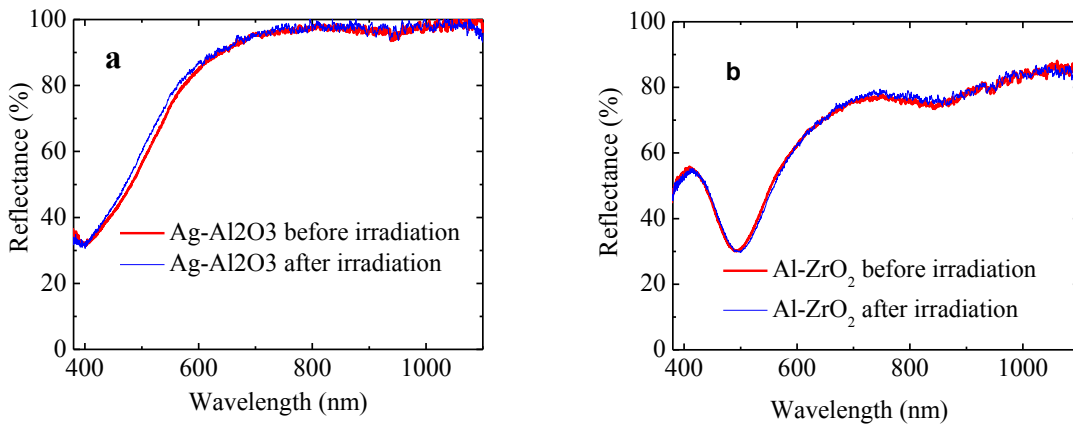 100
80
60
40
20
0
400 600 800 1000
Reflectance (%)
Wavelength (nm)
a
Ag-Al2O3 before irradiation
Ag-Al2O3 after irradiation
100
80
60
40
20
0
400 600 800 1000
Reflectance (%)
Wavelength (nm)
b
Al-ZrO₂ before irradiation
Al-ZrO₂ after irradiation